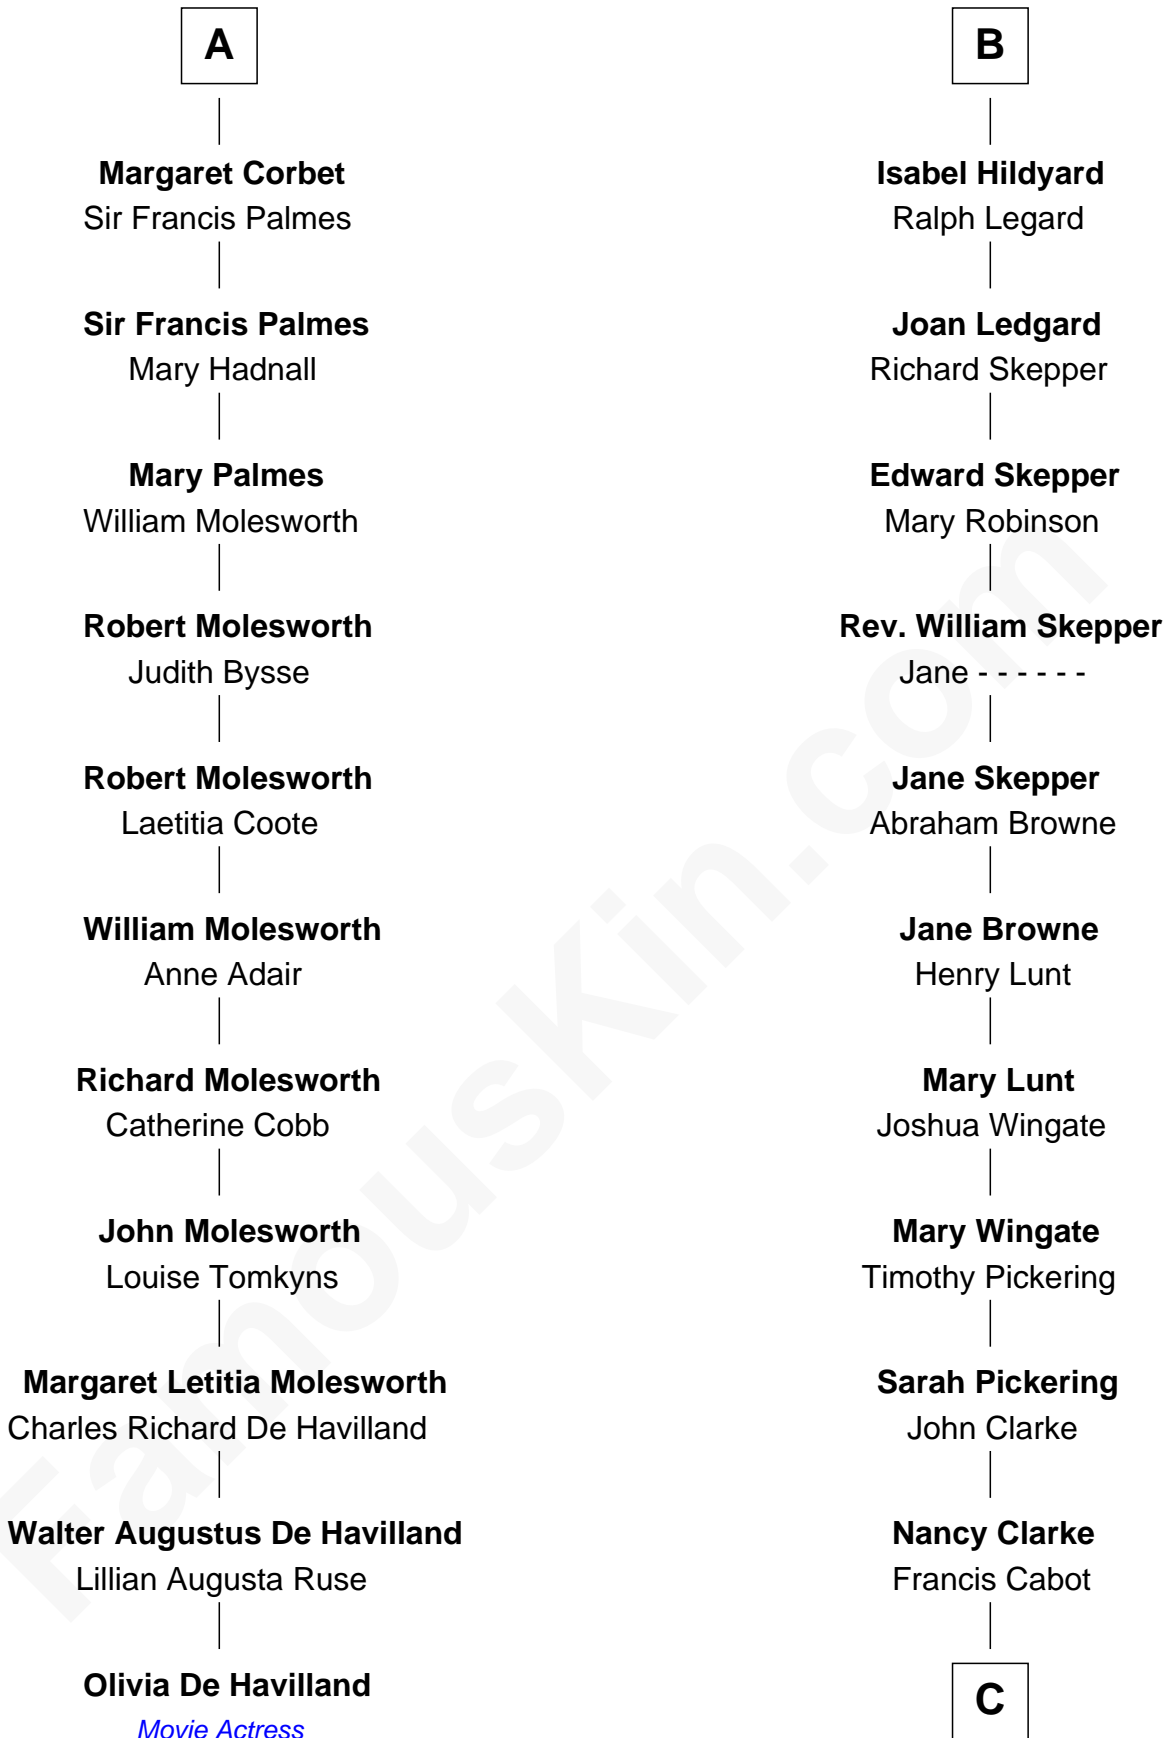 A
Margaret Corbet
Sir Francis Palmes
Sir Francis Palmes
Mary Hadnall
Mary Palmes
William Molesworth
Robert Molesworth
Judith Bysse
Robert Molesworth
Laetitia Coote
William Molesworth
Anne Adair
Richard Molesworth
Catherine Cobb
John Molesworth
Louise Tomkyns
Margaret Letitia Molesworth
Charles Richard De Havilland
Walter Augustus De Havilland
Lillian Augusta Ruse
Olivia De Havilland
Movie Actress
B
Isabel Hildyard
Ralph Legard
Joan Ledgard
Richard Skepper
Edward Skepper
Mary Robinson
Rev. William Skepper
Jane - - - - - -
Jane Skepper
Abraham Browne
Jane Browne
Henry Lunt
Mary Lunt
Joshua Wingate
Mary Wingate
Timothy Pickering
Sarah Pickering
John Clarke
Nancy Clarke
Francis Cabot
C
FamousKin.com